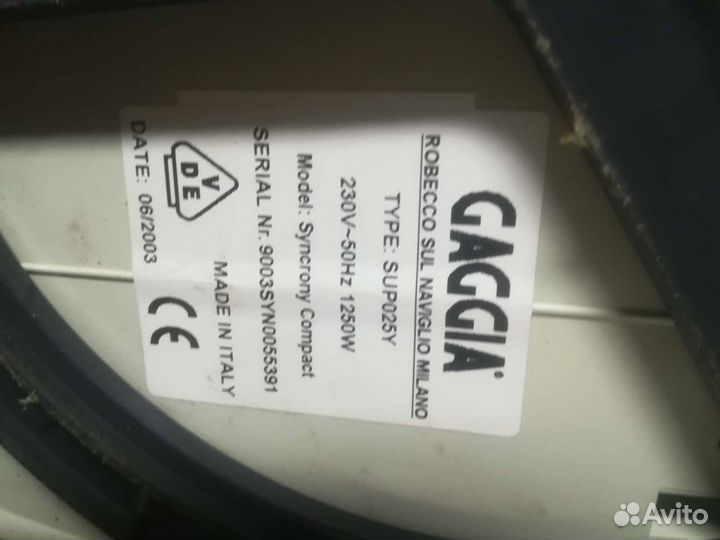 GAGGIA
ROBECCO SUL NAVIGLIO MILANO
TYPE: SUP025Y
230V~50Hz 1250W
Model: Syncrony Compact
SERIAL Nr. 9003SYN0055391
VDE MADE IN ITALY
DATE: 06/2003 CE
Avito